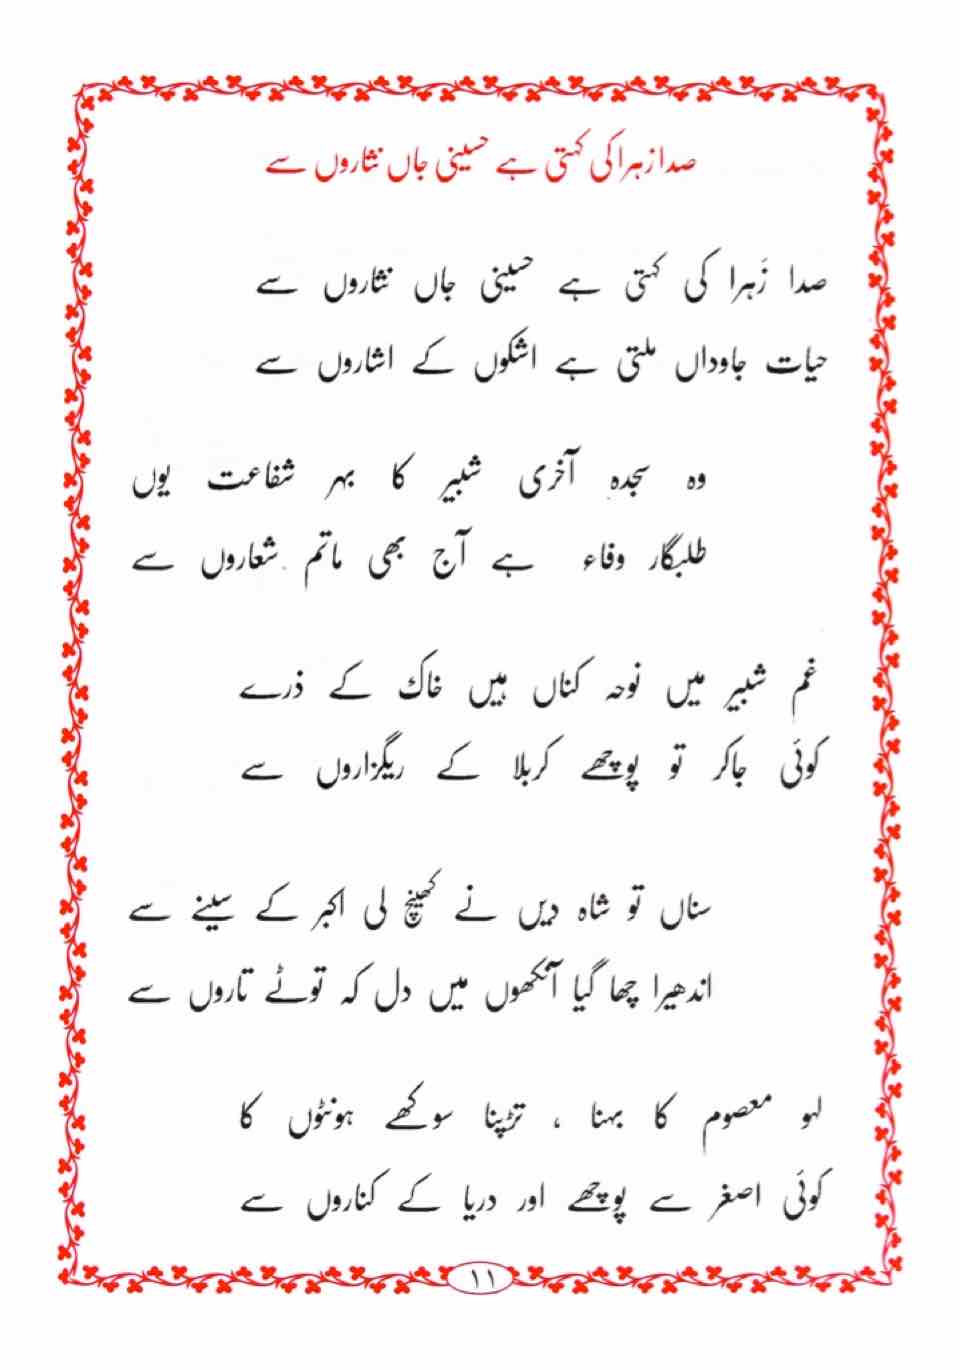 صدا زہرا کی کہتی ہے حسینی جاں نثاروں سے
صدا زَہرا کی کہتی ہے حسینی جاں نثاروں سے
حیات جاوداں ملتی ہے اشکوں کے اشاروں سے
وہ سجدہ آخری شبیر کا بہر شفاعت یوں
طلبگار وفاء ہے آج بھی ماتم شعاروں سے
غم شبیر میں نوحہ کناں ہیں خاک کے ذرے
کوئی جاکر تو پوچھے کربلا کے ریگزاروں سے
سناں تو شاہ دیں نے کھینچ لی اکبر کے سینے سے
اندھیرا چھا گیا آنکھوں میں دل کہ توٹے تاروں سے
لہو معصوم کا بہنا ، تڑپنا سوکھے ہونٹوں کا
کوئی اصغر سے پوچھے اور دریا کے کناروں سے
١١